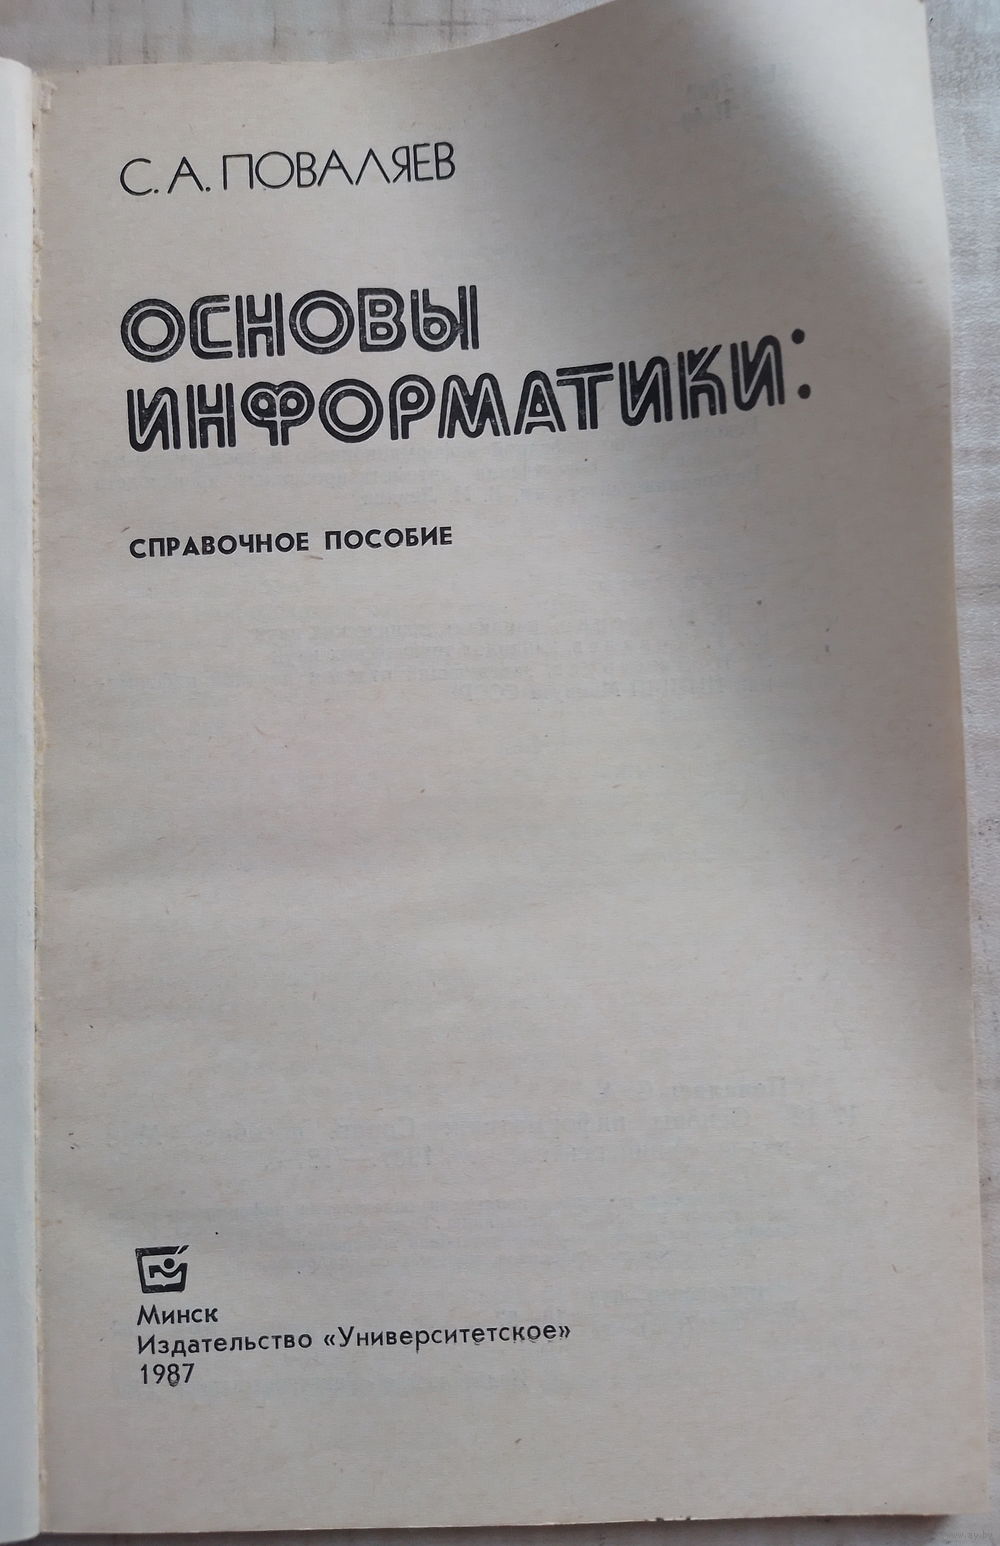 С. А. ПОВАЛЯЕВ
ОСНОВЫ
ИНФОРМАТИКИ:
СПРАВОЧНОЕ ПОСОБИЕ
Минск
Издательство «Университетское»
1987